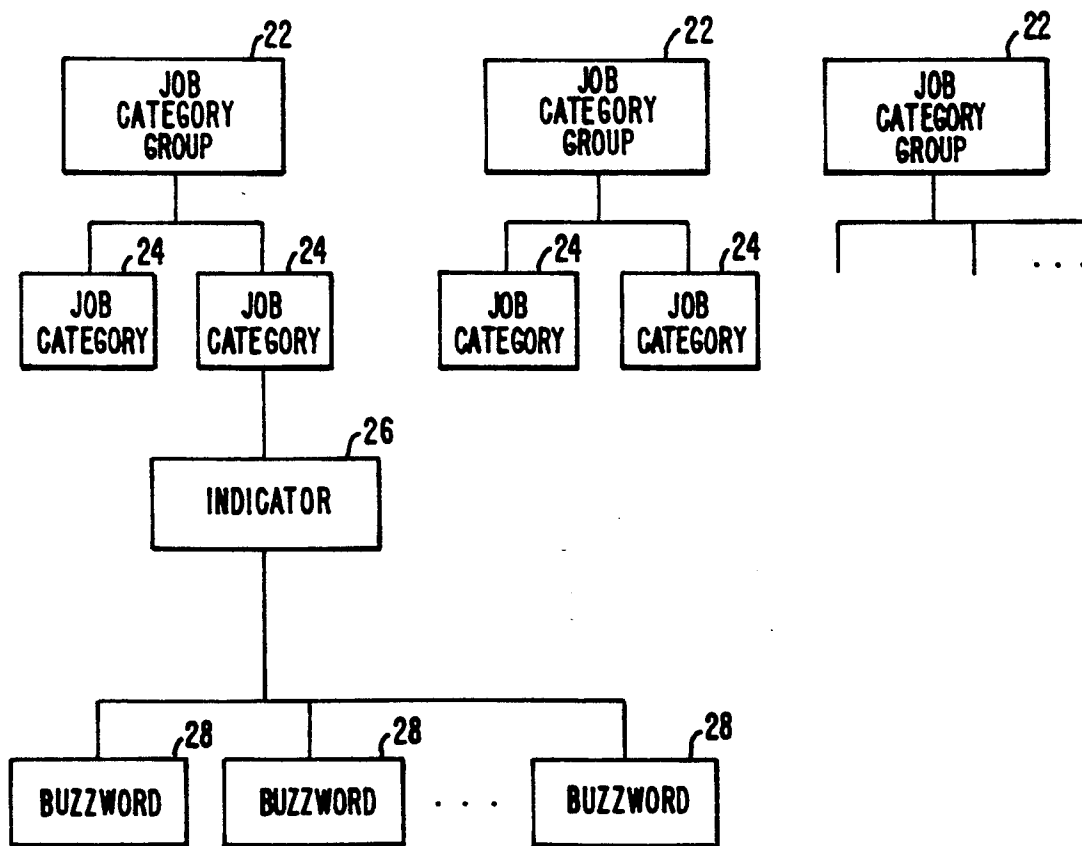 22
JOB
CATEGORY
GROUP
22
JOB
CATEGORY
GROUP
22
JOB
CATEGORY
GROUP
24
JOB
CATEGORY
24
JOB
CATEGORY
24
JOB
CATEGORY
24
JOB
CATEGORY
. . .
26
INDICATOR
28
BUZZWORD
28
BUZZWORD
. . .
28
BUZZWORD